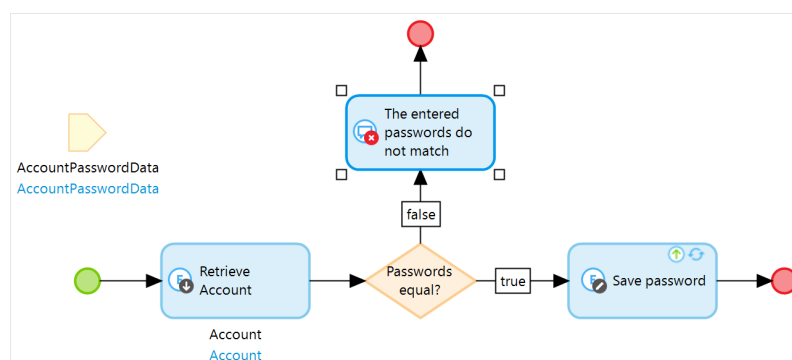 The entered
passwords do
not match
AccountPasswordData
AccountPasswordData
false
Retrieve
Account
Passwords
equal?
true
Save password
Account
Account